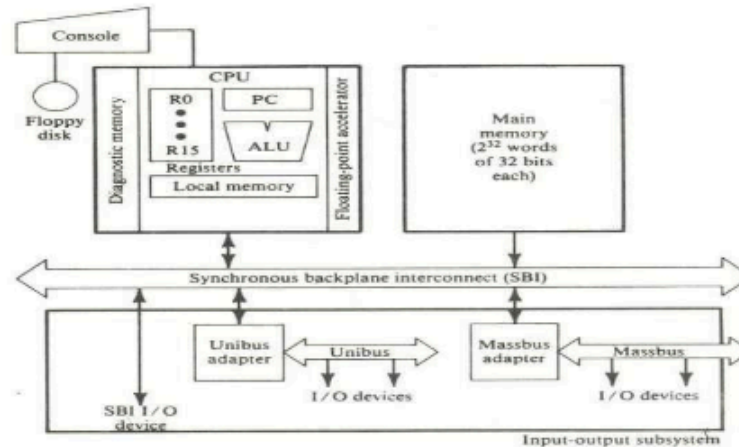 Console
Floppy
disk
Diagnostic memory
CPU
R0
R15
Registers
PC
ALU
Local memory
Floating-point accelerator
Main
memory
(2³² words
of 32 bits
each)
Synchronous backplane interconnect (SBI)
Unibus
adapter
Unibus
I/O devices
Massbus
adapter
Massbus
I/O devices
SBI I/O
device
Input-output subsystem